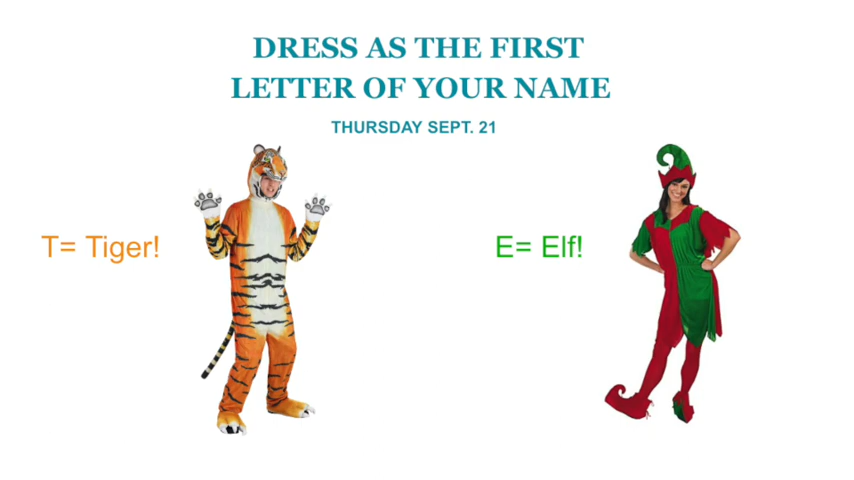 DRESS AS THE FIRST
LETTER OF YOUR NAME
THURSDAY SEPT. 21
T= Tiger!
E= Elf!